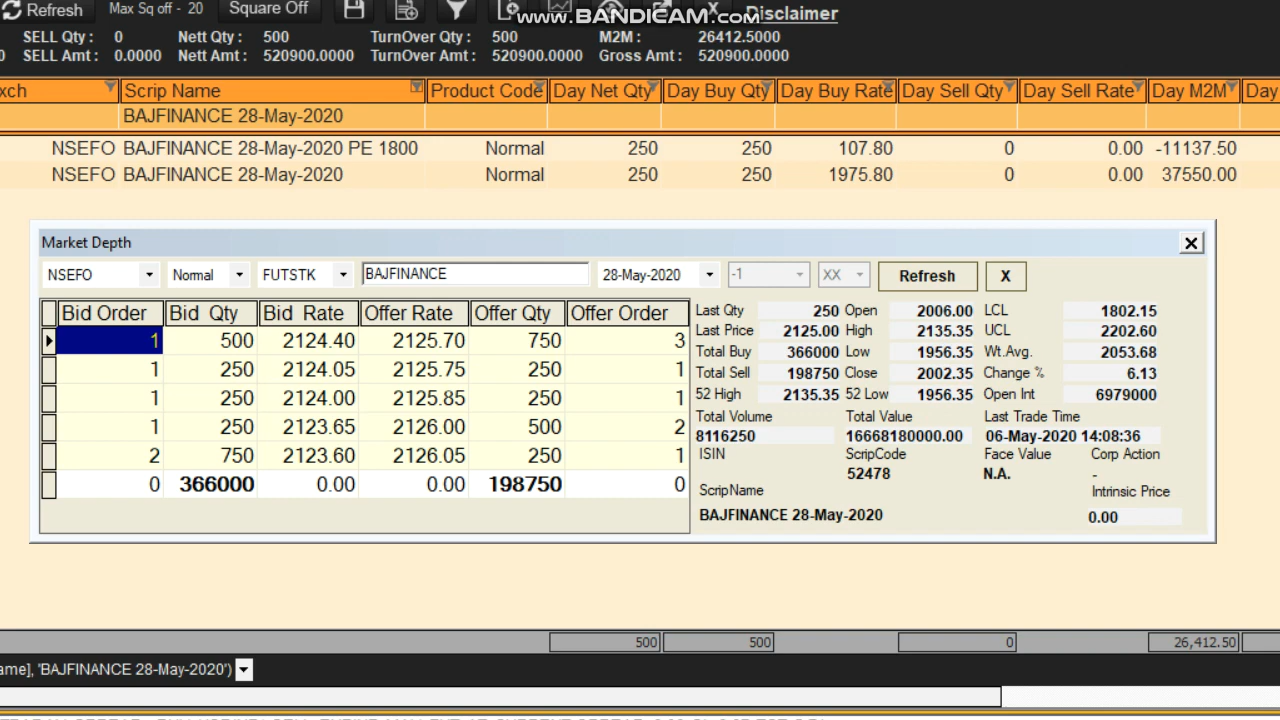 Refresh Max Sq off - 20 Square Off X Disclaimer
www.BANDICAM.com
SELL Qty : 0 Nett Qty : 500 TurnOver Qty : 500 M2M : 26412.5000
0 SELL Amt : 0.0000 Nett Amt : 520900.0000 TurnOver Amt : 520900.0000 Gross Amt : 520900.0000
xch Scrip Name Product Code Day Net Qty Day Buy Qty Day Buy Rate Day Sell Qty Day Sell Rate Day M2M Day
BAJFINANCE 28-May-2020
NSEFO BAJFINANCE 28-May-2020 PE 1800 Normal 250 250 107.80 0 0.00 -11137.50
NSEFO BAJFINANCE 28-May-2020 Normal 250 250 1975.80 0 0.00 37550.00
Market Depth
NSEFO Normal FUTSTK BAJFINANCE 28-May-2020 -1 XX Refresh X
Bid Order Bid Qty Bid Rate Offer Rate Offer Qty Offer Order
1 500 2124.40 2125.70 750 3
1 250 2124.05 2125.75 250 1
1 250 2124.00 2125.85 250 1
1 250 2123.65 2126.00 500 2
2 750 2123.60 2126.05 250 1
0 366000 0.00 0.00 198750 0
Last Qty 250 Open 2006.00 LCL 1802.15
Last Price 2125.00 High 2135.35 UCL 2202.60
Total Buy 366000 Low 1956.35 Wt.Avg. 2053.68
Total Sell 198750 Close 2002.35 Change % 6.13
52 High 2135.35 52 Low 1956.35 Open Int 6979000
Total Volume Total Value Last Trade Time
8116250 16668180000.00 06-May-2020 14:08:36
ISIN ScripCode Face Value Corp Action
52478 N.A. -
ScripName Intrinsic Price
BAJFINANCE 28-May-2020 0.00
500 500 0 26,412.50
ame], 'BAJFINANCE 28-May-2020')